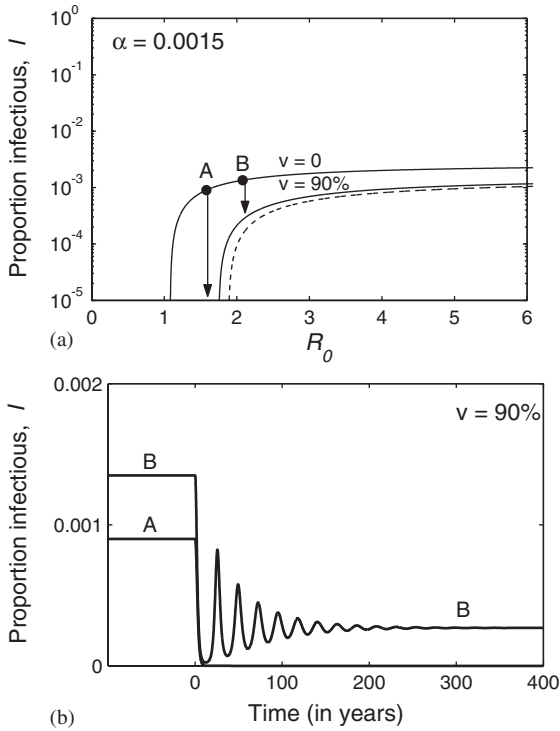 α = 0.0015
Proportion infectious, I
10^0
10^-1
10^-2
10^-3
10^-4
10^-5
A
B
v = 0
v = 90%
0 1 2 3 4 5 6
(a)
R_0
Proportion infectious, I
0.002
0.001
0
v = 90%
B
A
B
0 100 200 300 400
(b)
Time (in years)